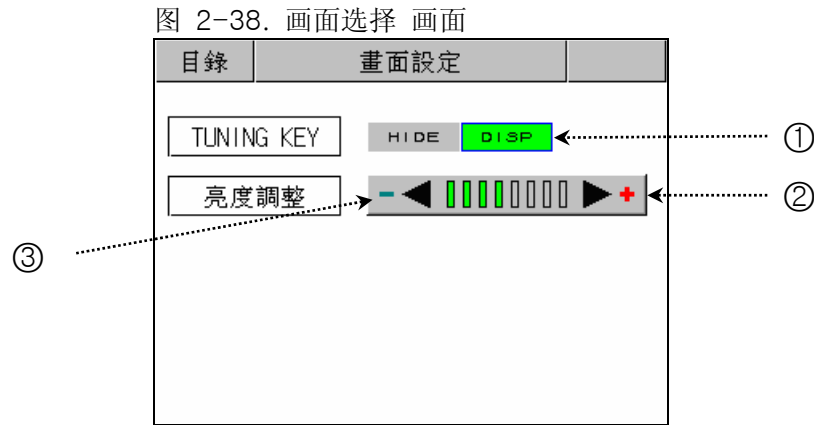 图 2-38. 画面选择 画面
目錄 畫面設定
TUNING KEY HIDE DISP ①
亮度調整 - + ②
③